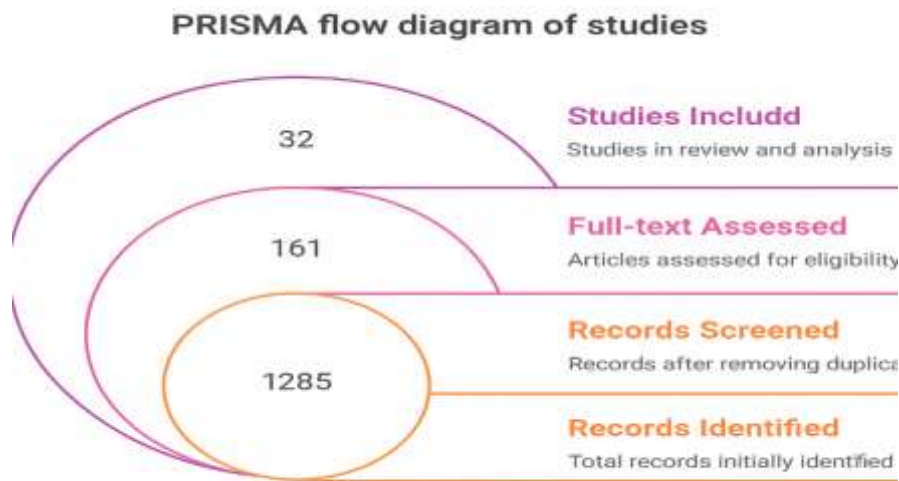 PRISMA flow diagram of studies
32
Studies Includd
Studies in review and analysis
161
Full-text Assessed
Articles assessed for eligibility
1285
Records Screened
Records after removing duplica
Records Identified
Total records initially identified